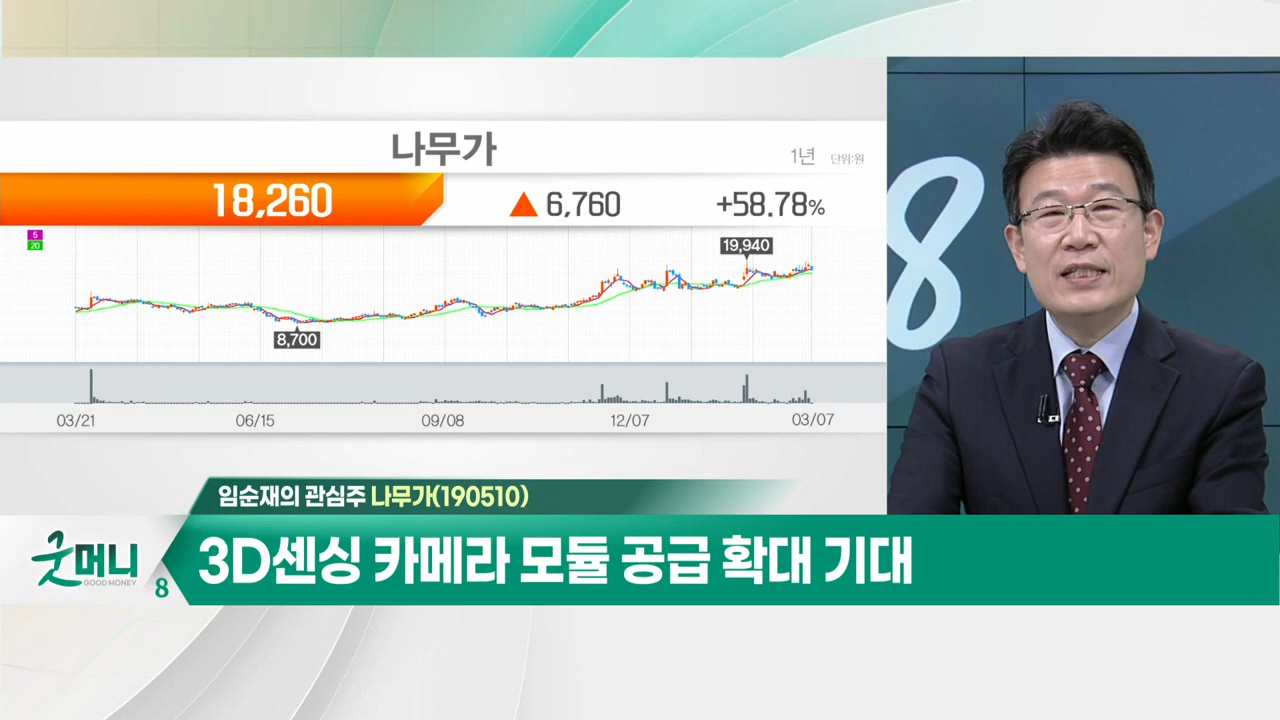 나무가
1년 단위:원
18,260 ▲ 6,760 +58.78%
5
20
19,940
8,700
03/21 06/15 09/08 12/07 03/07
8
임순재의 관심주 나무가(190510)
굿머니
GOOD MONEY
8
3D센싱 카메라 모듈 공급 확대 기대